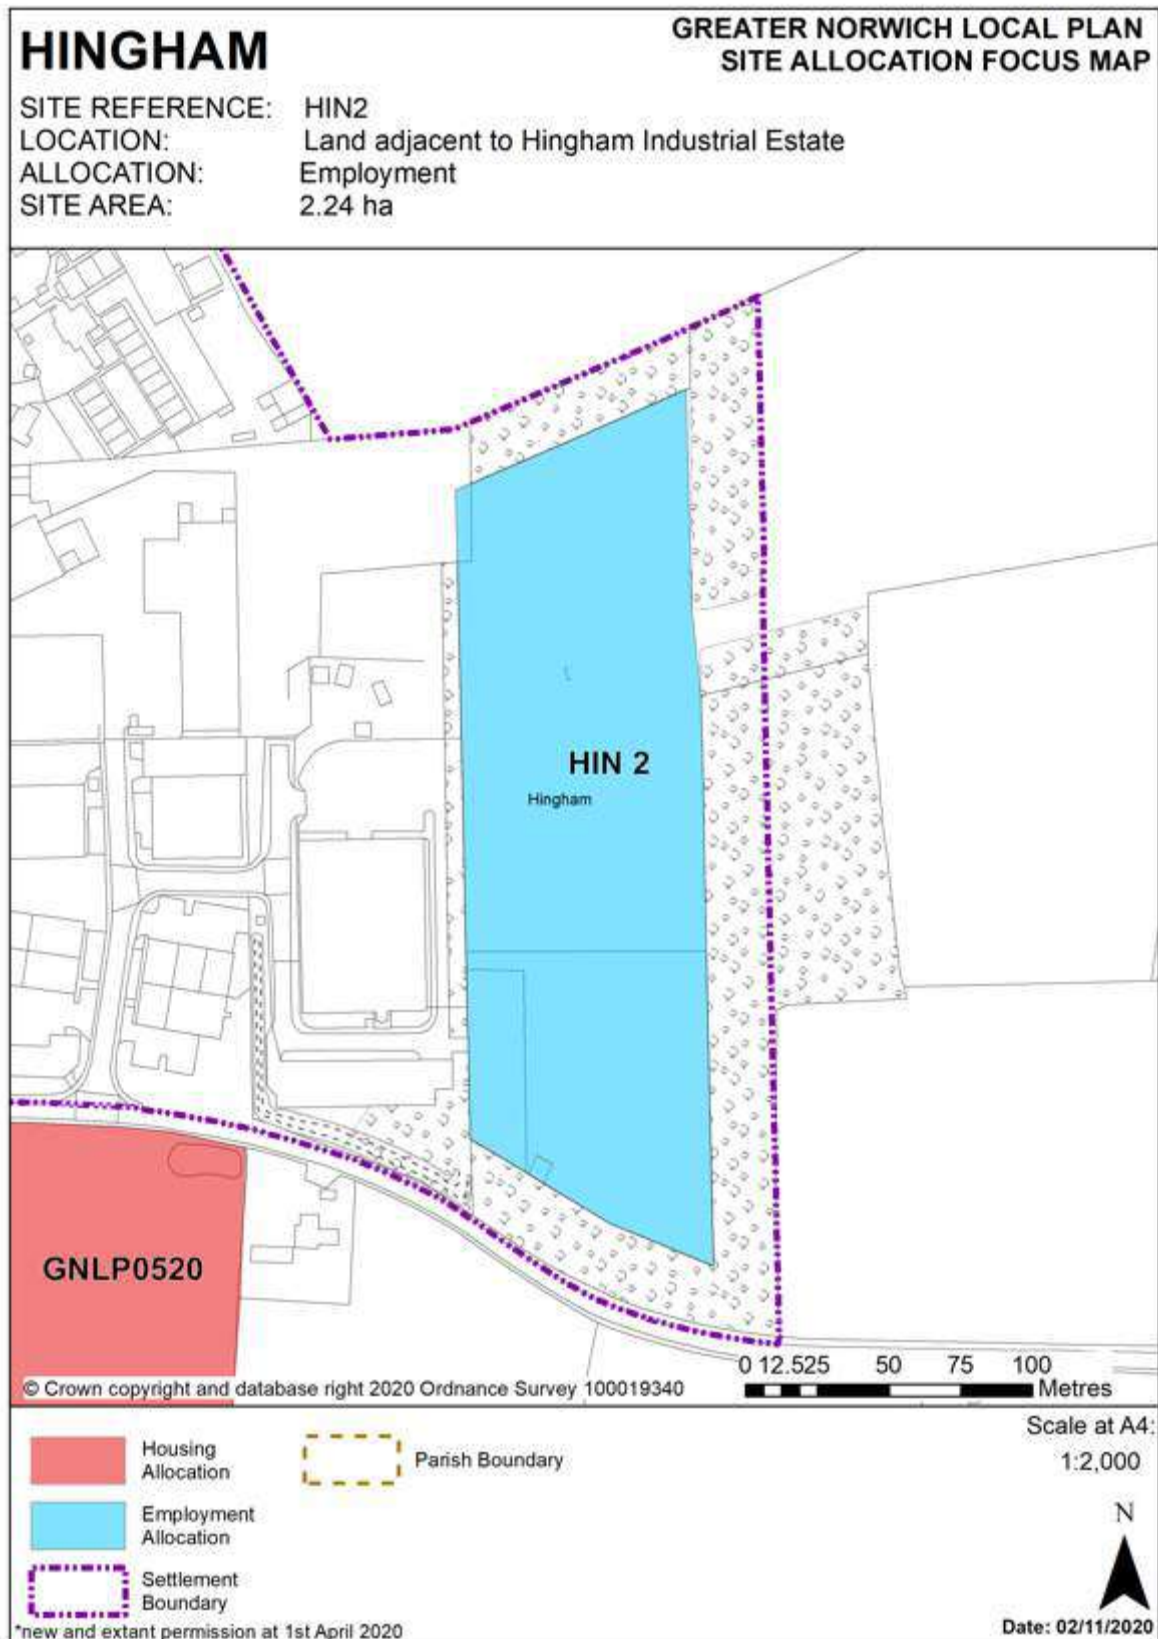 HINGHAM
GREATER NORWICH LOCAL PLAN
SITE ALLOCATION FOCUS MAP
SITE REFERENCE: HIN2
LOCATION: Land adjacent to Hingham Industrial Estate
ALLOCATION: Employment
SITE AREA: 2.24 ha
HIN 2
Hingham
GNLP0520
0 12.525 50 75 100
Metres
© Crown copyright and database right 2020 Ordnance Survey 100019340
Housing
Allocation
Parish Boundary
Employment
Allocation
Settlement
Boundary
Scale at A4:
1:2,000
N
*new and extant permission at 1st April 2020
Date: 02/11/2020